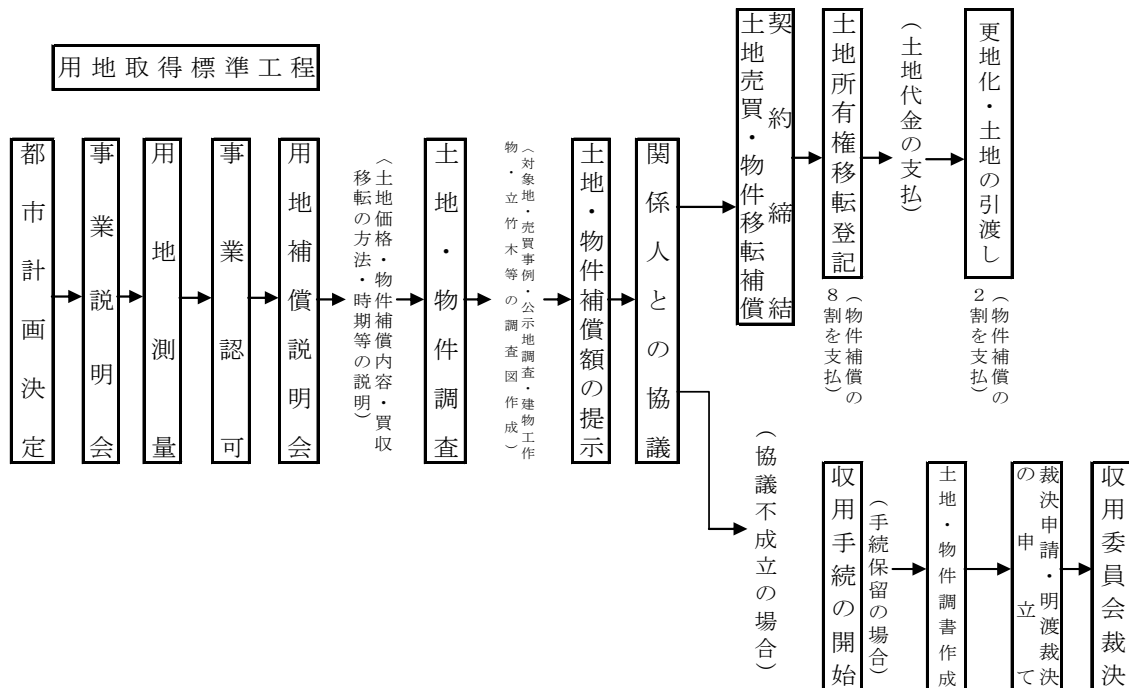 用地取得標準工程
都市計画決定
事業説明会
用地測量
事業認可
用地補償説明会
（土地価格・物件補償内容・買収
移転の方法・時期等の説明）
土地・物件調査
（対象地・売買事例・公示地調査・建物工作
物・立竹木等の調査図作成）
土地・物件補償額の提示
関係人との協議
契約締結
土地売買・物件移転補償
土地所有権移転登記
（物件補償の
８割を支払）
（土地代金の支払）
更地化・土地の引渡し
（物件補償の
２割を支払）
（協議不成立の場合）
収用手続の開始
（手続保留の場合）
土地・物件調書作成
裁決申請・明渡裁決
の申立て
収用委員会裁決